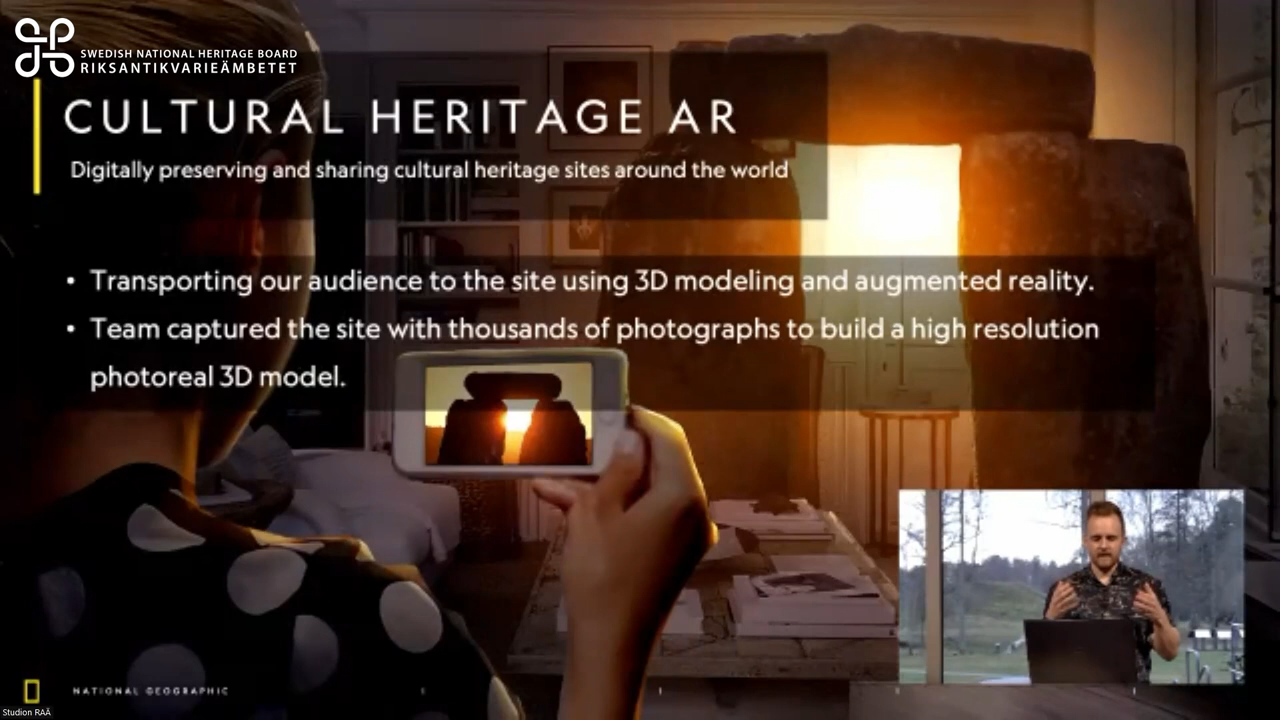 SWEDISH NATIONAL HERITAGE BOARD
RIKSANTIKVARIEÄMBETET
CULTURAL HERITAGE AR
Digitally preserving and sharing cultural heritage sites around the world
• Transporting our audience to the site using 3D modeling and augmented reality.
• Team captured the site with thousands of photographs to build a high resolution
photoreal 3D model.
NATIONAL GEOGRAPHIC
Studion RAÄ